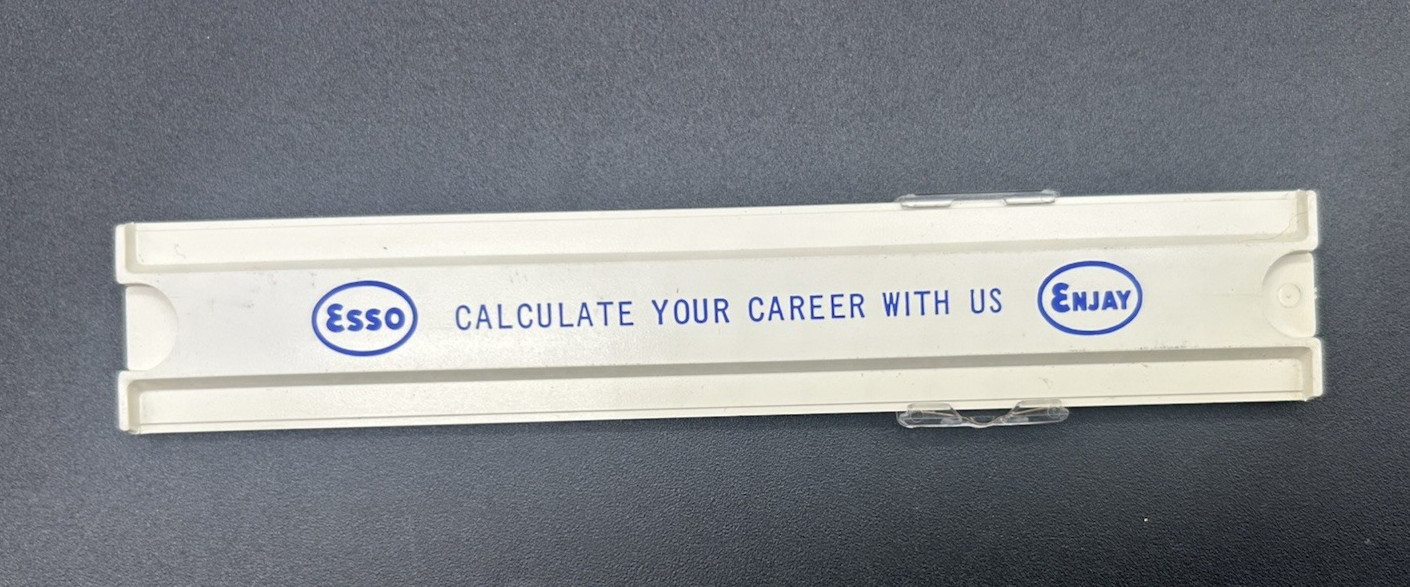 Esso CALCULATE YOUR CAREER WITH US ENJAY